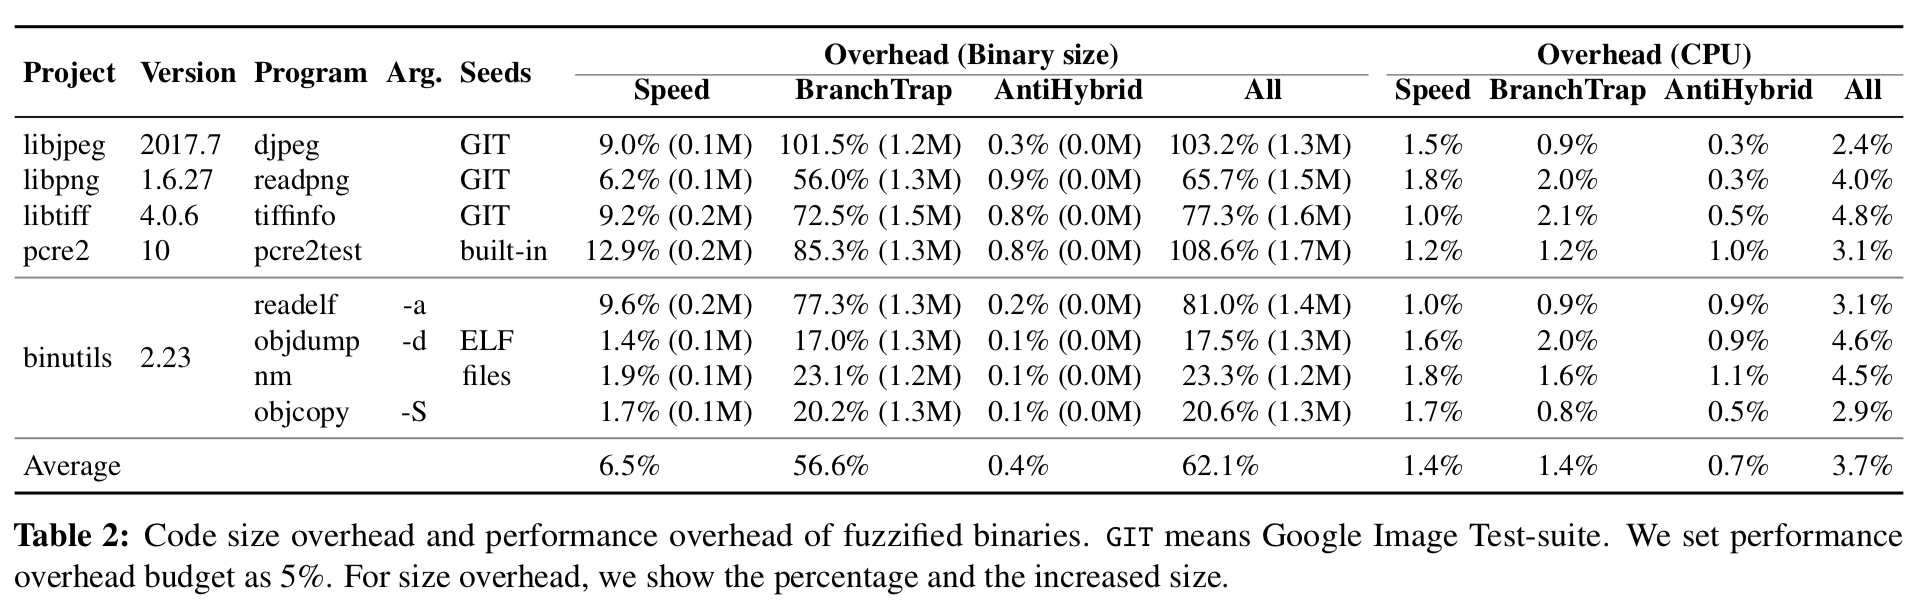 Overhead (Binary size) Overhead (CPU)
Project Version Program Arg. Seeds
Speed BranchTrap AntiHybrid All Speed BranchTrap AntiHybrid All
libjpeg 2017.7 djpeg GIT 9.0% (0.1M) 101.5% (1.2M) 0.3% (0.0M) 103.2% (1.3M) 1.5% 0.9% 0.3% 2.4%
libpng 1.6.27 readpng GIT 6.2% (0.1M) 56.0% (1.3M) 0.9% (0.0M) 65.7% (1.5M) 1.8% 2.0% 0.3% 4.0%
libtiff 4.0.6 tiffinfo GIT 9.2% (0.2M) 72.5% (1.5M) 0.8% (0.0M) 77.3% (1.6M) 1.0% 2.1% 0.5% 4.8%
pcre2 10 pcre2test built-in 12.9% (0.2M) 85.3% (1.3M) 0.8% (0.0M) 108.6% (1.7M) 1.2% 1.2% 1.0% 3.1%
readelf -a 9.6% (0.2M) 77.3% (1.3M) 0.2% (0.0M) 81.0% (1.4M) 1.0% 0.9% 0.9% 3.1%
objdump -d ELF 1.4% (0.1M) 17.0% (1.3M) 0.1% (0.0M) 17.5% (1.3M) 1.6% 2.0% 0.9% 4.6%
binutils 2.23
nm files 1.9% (0.1M) 23.1% (1.2M) 0.1% (0.0M) 23.3% (1.2M) 1.8% 1.6% 1.1% 4.5%
objcopy -S 1.7% (0.1M) 20.2% (1.3M) 0.1% (0.0M) 20.6% (1.3M) 1.7% 0.8% 0.5% 2.9%
Average 6.5% 56.6% 0.4% 62.1% 1.4% 1.4% 0.7% 3.7%
Table 2: Code size overhead and performance overhead of fuzzified binaries. GIT means Google Image Test-suite. We set performance
overhead budget as 5%. For size overhead, we show the percentage and the increased size.